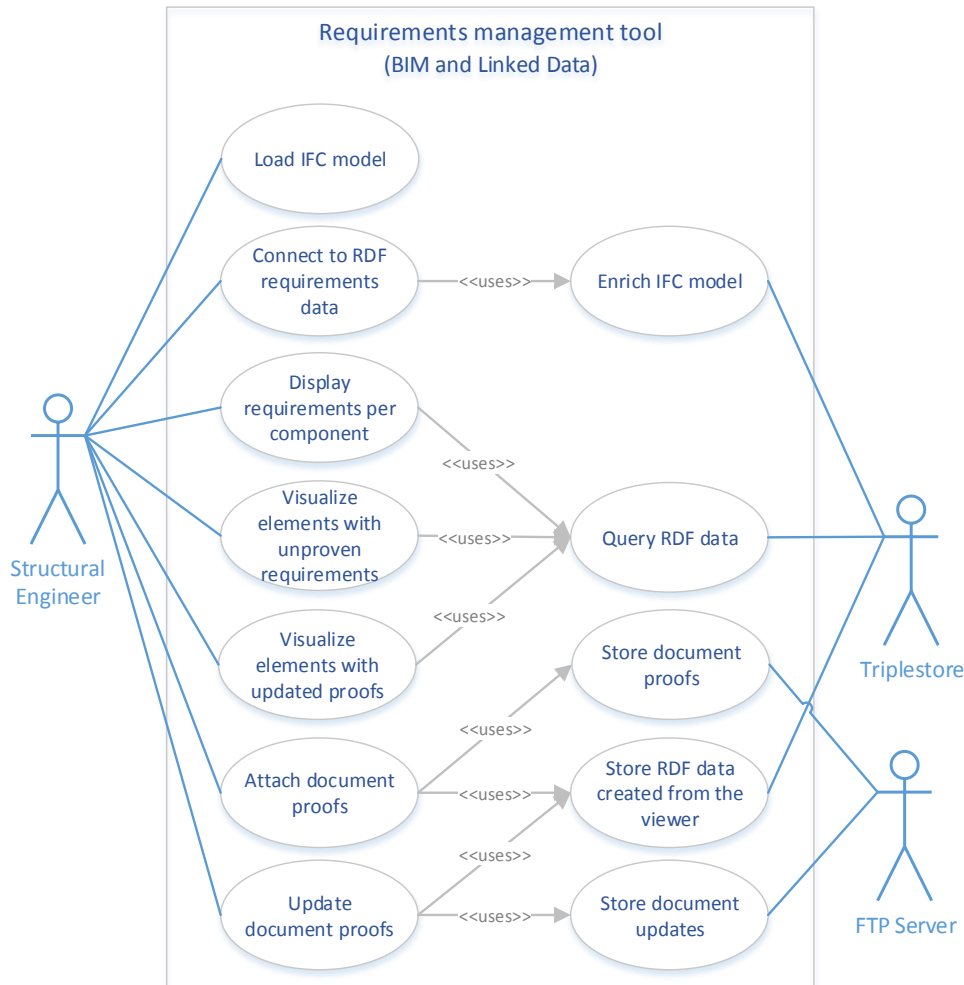 Requirements management tool
(BIM and Linked Data)
Load IFC model
Connect to RDF
requirements
data
<<uses>>
Enrich IFC model
Display
requirements per
component
<<uses>>
Visualize
elements with
unproven
requirements
<<uses>>
Query RDF data
Structural
Engineer
<<uses>>
Visualize
elements with
updated proofs
Store document
proofs
Triplestore
<<uses>>
Attach document
proofs
<<uses>>
Store RDF data
created from the
viewer
<<uses>>
Update
document proofs
<<uses>>
Store document
updates
FTP Server